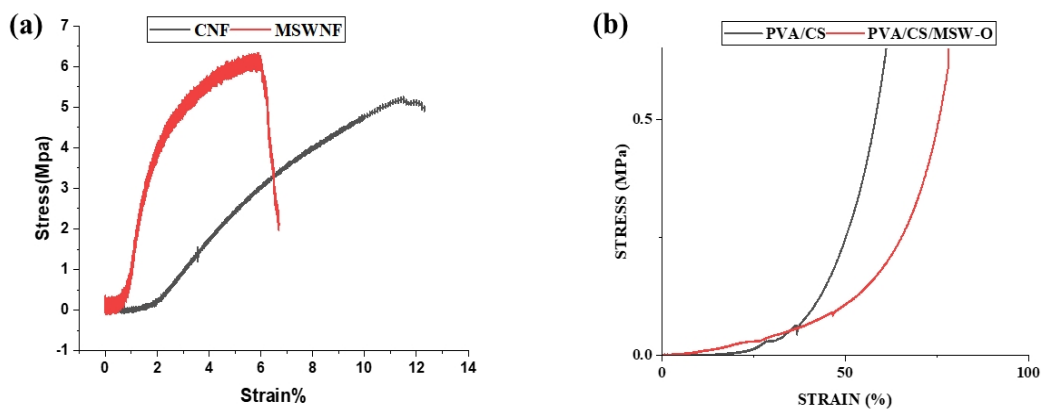 (a)
CNF MSWNF
Stress(Mpa)
7
6
5
4
3
2
1
0
-1
0 2 4 6 8 10 12 14
Strain%
(b)
PVA/CS PVA/CS/MSW-O
STRESS (MPa)
0.5
0.0
0 50 100
STRAIN (%)